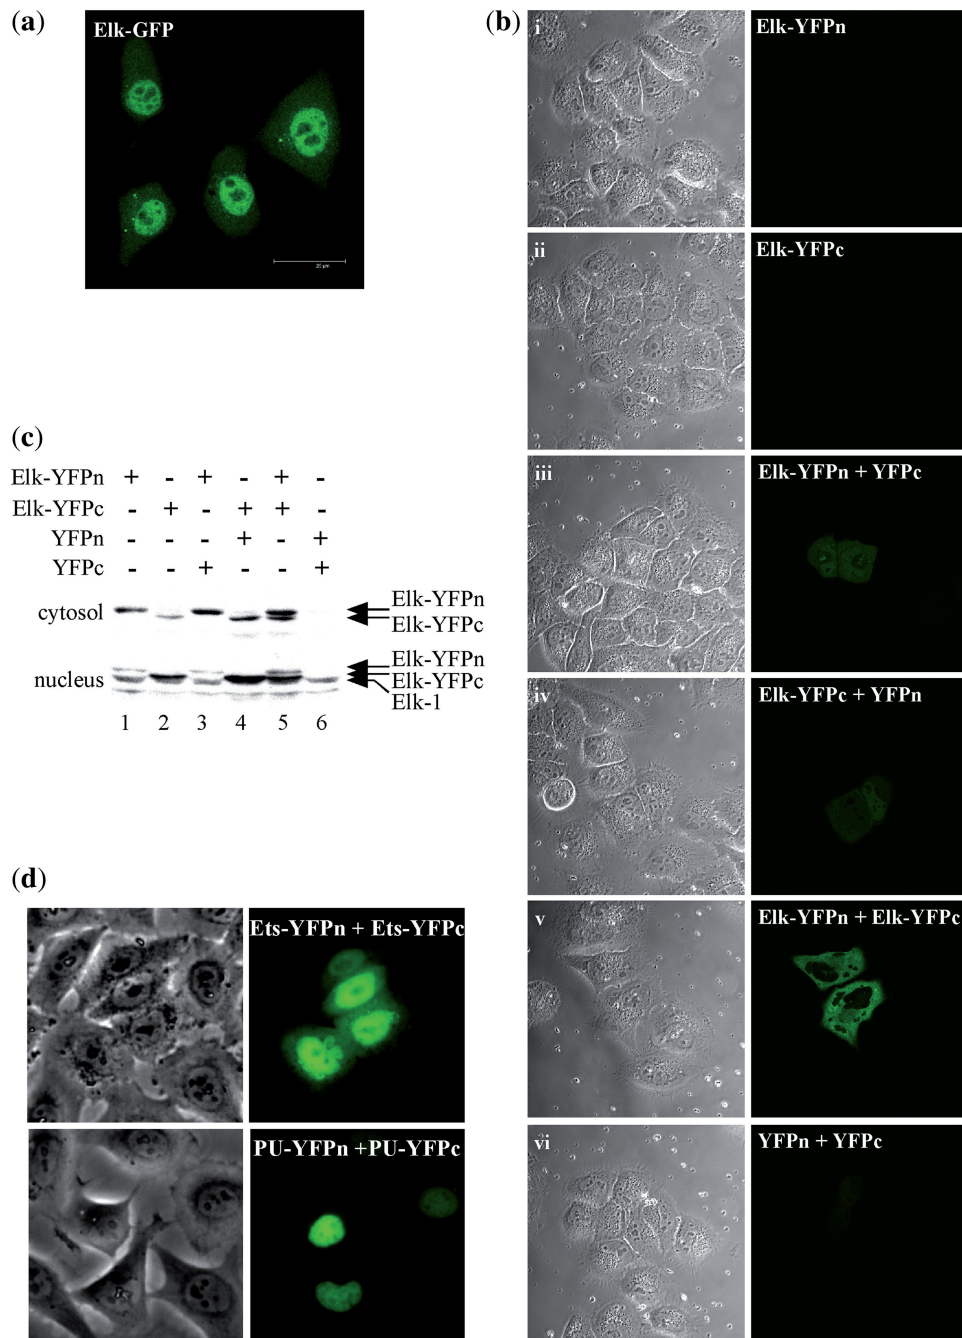 (a)
Elk-GFP
25 µm
(b)
i
Elk-YFPn
ii
Elk-YFPc
iii
Elk-YFPn + YFPc
iv
Elk-YFPc + YFPn
v
Elk-YFPn + Elk-YFPc
vi
YFPn + YFPc
(c)
Elk-YFPn + - + - + -
Elk-YFPc - + - + + -
YFPn - - - + - +
YFPc - - + - - +
cytosol
Elk-YFPn
Elk-YFPc
nucleus
Elk-YFPn
Elk-YFPc
Elk-1
1 2 3 4 5 6
(d)
Ets-YFPn + Ets-YFPc
PU-YFPn +PU-YFPc